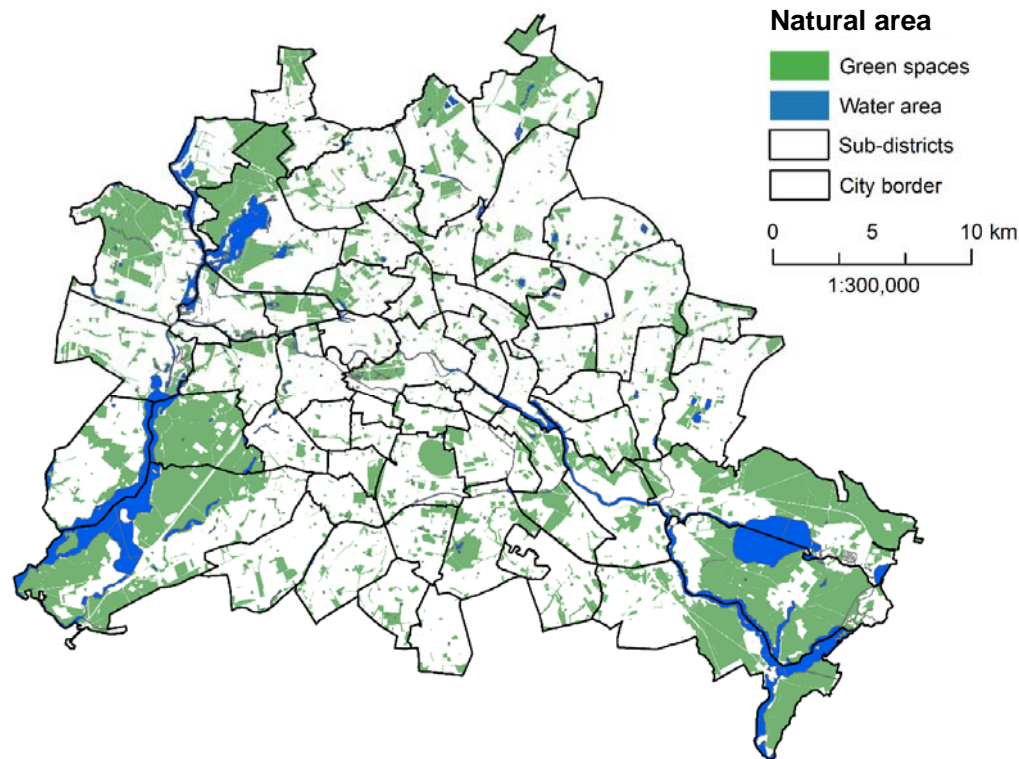 Natural area
Green spaces
Water area
Sub-districts
City border
0 5 10 km
1:300,000